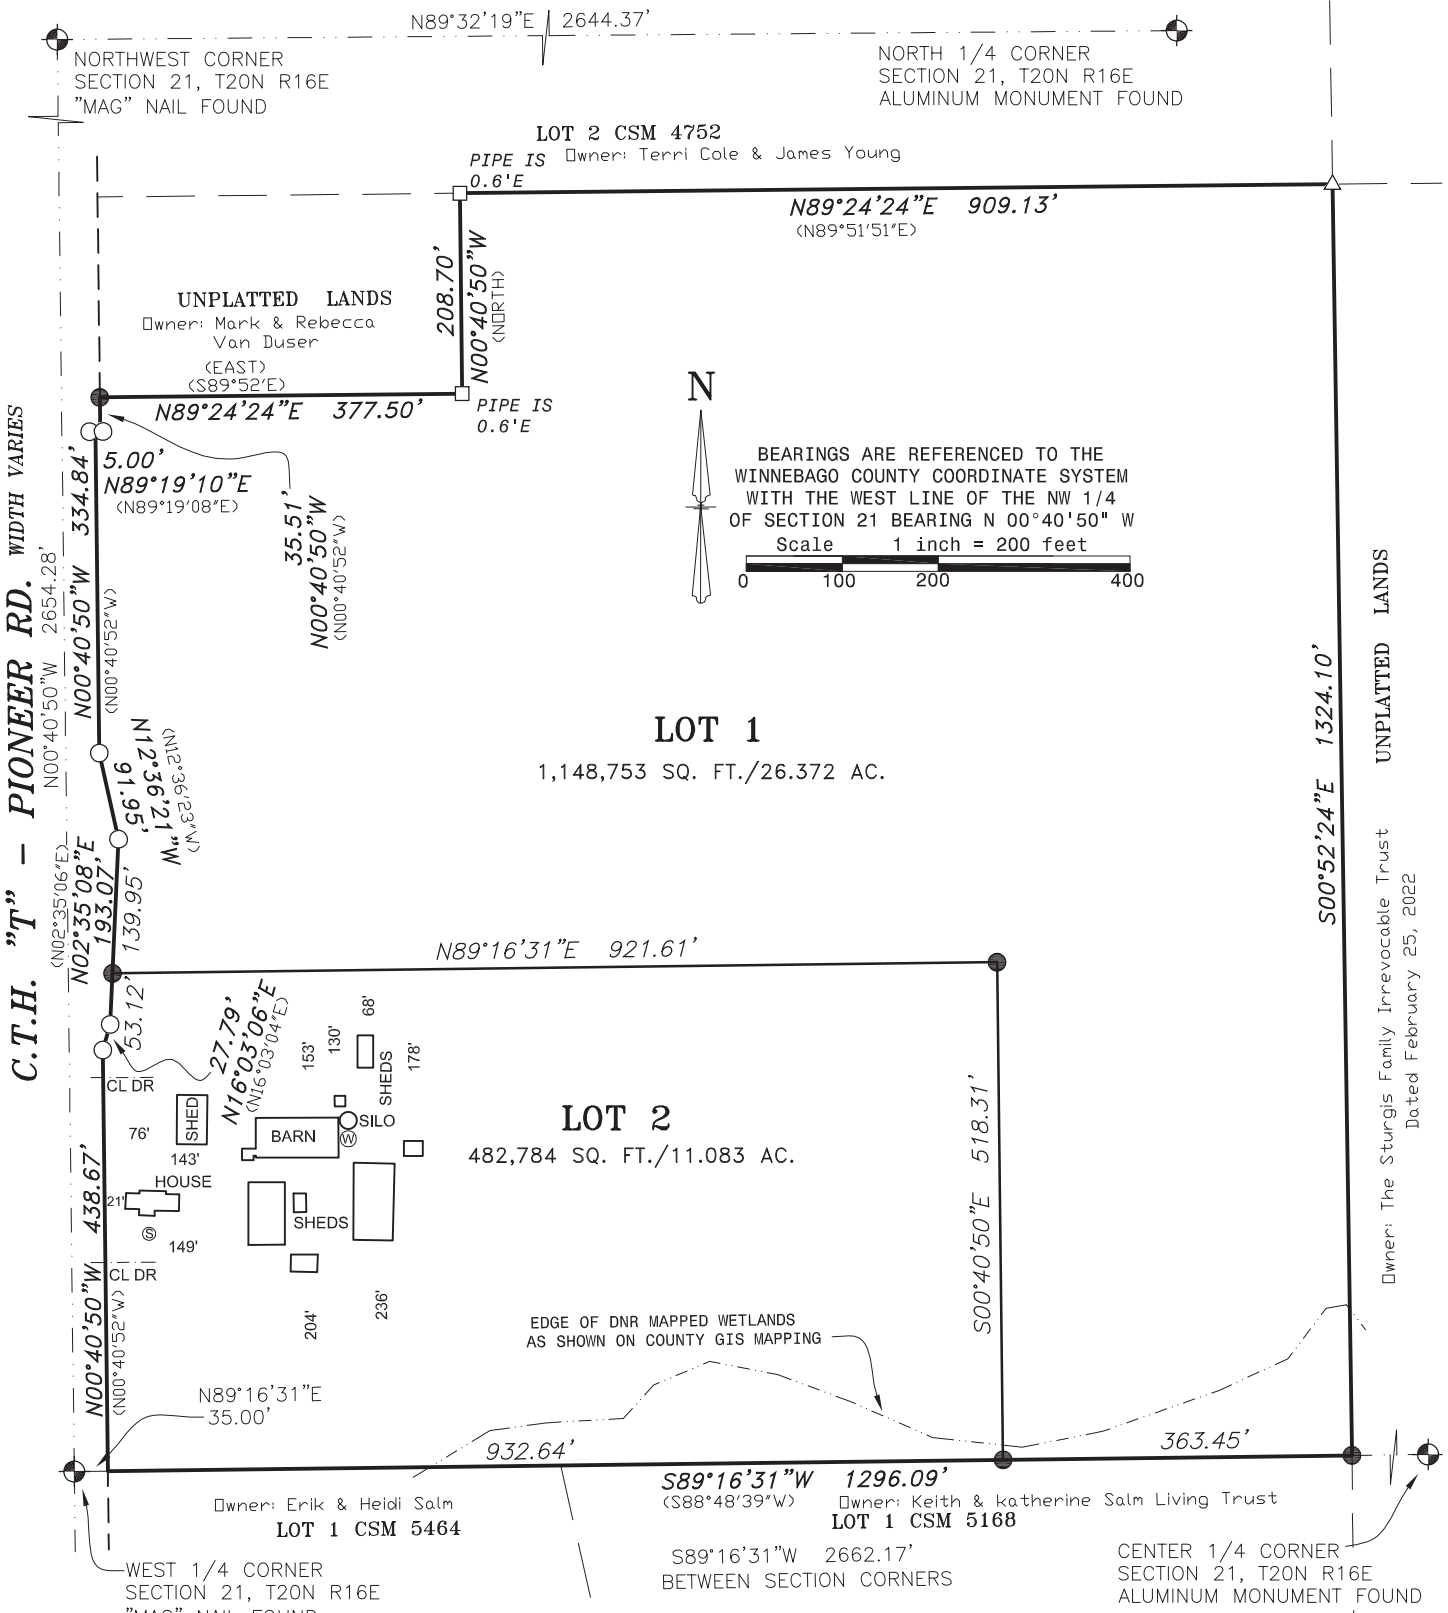 N89°32'19"E 2644.37'
NORTHWEST CORNER
SECTION 21, T20N R16E
"MAG" NAIL FOUND
NORTH 1/4 CORNER
SECTION 21, T20N R16E
ALUMINUM MONUMENT FOUND
LOT 2 CSM 4752
Owner: Terri Cole & James Young
PIPE IS
0.6'E
N89°24'24"E 909.13'
(N89°51'51"E)
208.70'
N00°40'50"W
(NORTH)
UNPLATTED LANDS
Owner: Mark & Rebecca
Van Duser
(EAST)
(S89°52'E)
N89°24'24"E 377.50'
PIPE IS
0.6'E
5.00'
N89°19'10"E
(N89°19'08"E)
35.51'
N00°40'50"W
(N00°40'52"W)
N
BEARINGS ARE REFERENCED TO THE
WINNEBAGO COUNTY COORDINATE SYSTEM
WITH THE WEST LINE OF THE NW 1/4
OF SECTION 21 BEARING N 00°40'50" W
Scale 1 inch = 200 feet
0 100 200 400
C.T.H. "T" - PIONEER RD. WIDTH VARIES
N00°40'50"W 2654.28'
N00°40'50"W 334.84'
(N00°40'52"W)
N12°36'21"W
91.95'
(N12°36'23"W)
(N02°35'06"E)
N02°35'08"E
193.07'
139.95'
LOT 1
1,148,753 SQ. FT./26.372 AC.
S00°52'24"E 1324.10'
UNPLATTED LANDS
Owner: The Sturgis Family Irrevocable Trust
Dated February 25, 2022
N89°16'31"E 921.61'
53.12'
27.79'
N16°03'06"E
(N16°03'04"E)
153'
130'
68'
178'
SHEDS
CL DR
SHED
76'
143'
BARN
SILO
W
HOUSE
21'
S
149'
SHEDS
CL DR
204'
236'
LOT 2
482,784 SQ. FT./11.083 AC.
S00°40'50"E 518.31'
N00°40'50"W 438.67'
(N00°40'52"W)
EDGE OF DNR MAPPED WETLANDS
AS SHOWN ON COUNTY GIS MAPPING
N89°16'31"E
35.00'
932.64'
363.45'
S89°16'31"W 1296.09'
(S88°48'39"W)
Owner: Erik & Heidi Salm
LOT 1 CSM 5464
Owner: Keith & katherine Salm Living Trust
LOT 1 CSM 5168
S89°16'31"W 2662.17'
BETWEEN SECTION CORNERS
WEST 1/4 CORNER
SECTION 21, T20N R16E
"MAG" NAIL FOUND
CENTER 1/4 CORNER
SECTION 21, T20N R16E
ALUMINUM MONUMENT FOUND